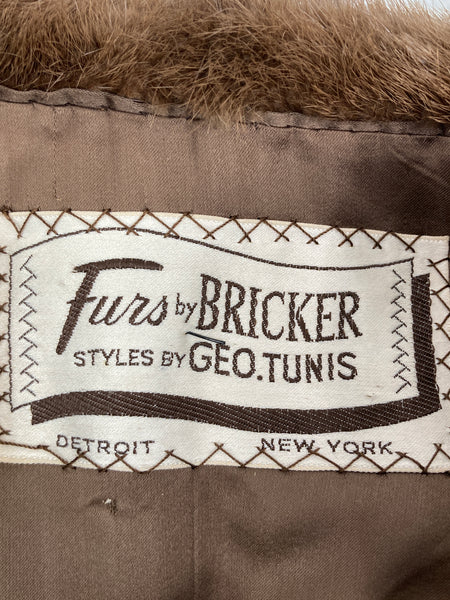 Furs by BRICKER
STYLES BY GEO. TUNIS
DETROIT NEW YORK